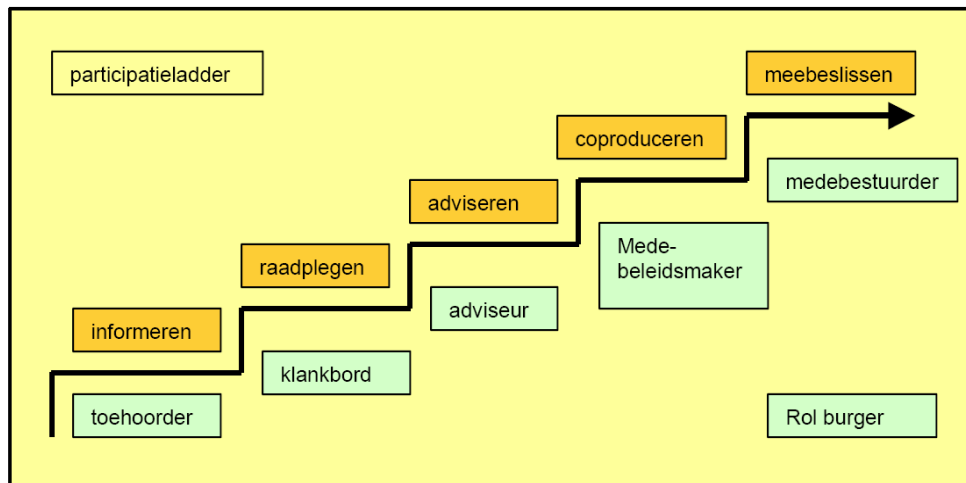 participatieladder
meebeslissen
coproduceren
medebestuurder
adviseren
Mede-
beleidsmaker
raadplegen
adviseur
informeren
klankbord
toehoorder
Rol burger